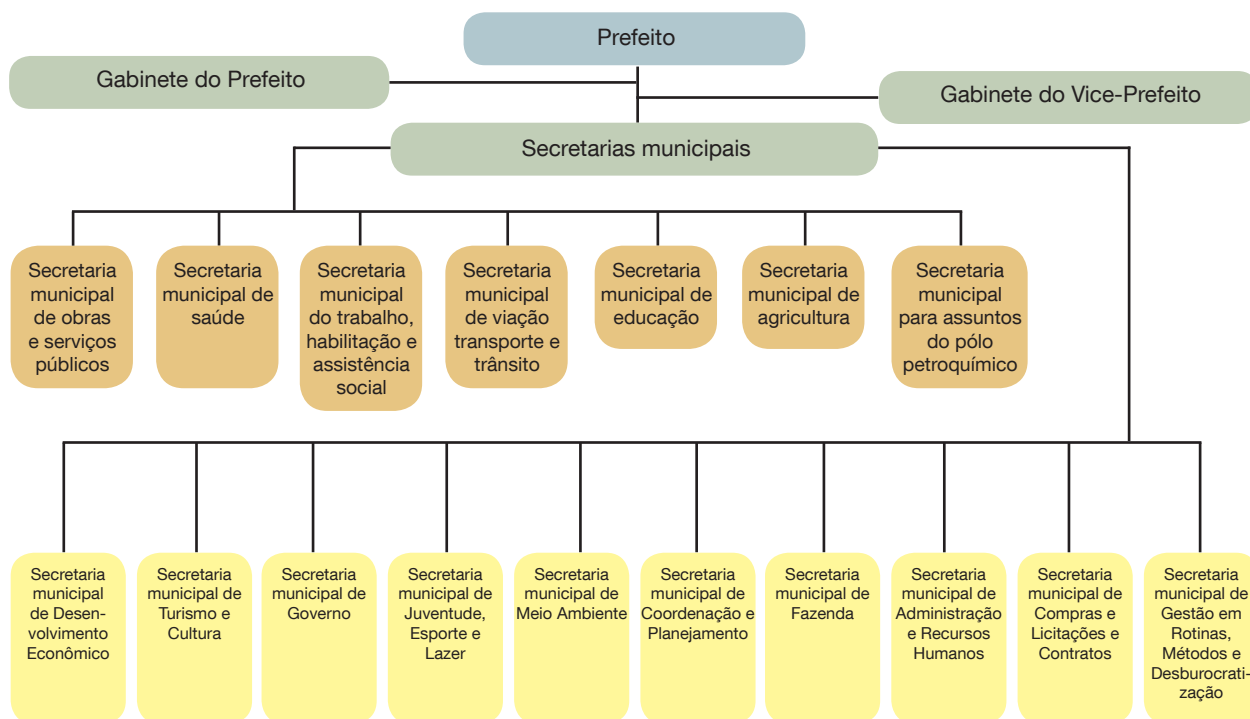 Prefeito
Gabinete do Prefeito
Gabinete do Vice-Prefeito
Secretarias municipais
Secretaria
municipal
de obras
e serviços
públicos
Secretaria
municipal de
saúde
Secretaria
municipal
do trabalho,
habilitação e
assistência
social
Secretaria
municipal
de viação
transporte e
trânsito
Secretaria
municipal de
educação
Secretaria
municipal de
agricultura
Secretaria
municipal
para assuntos
do pólo
petroquímico
Secretaria
municipal
de Desen-
volvimento
Econômico
Secretaria
municipal de
Turismo e
Cultura
Secretaria
municipal de
Governo
Secretaria
municipal de
Juventude,
Esporte e
Lazer
Secretaria
municipal de
Meio Ambiente
Secretaria
municipal de
Coordenação e
Planejamento
Secretaria
municipal de
Fazenda
Secretaria
municipal de
Administração
e Recursos
Humanos
Secretaria
municipal de
Compras e
Licitações e
Contratos
Secretaria
municipal de
Gestão em
Rotinas,
Métodos e
Desburocrati-
zação